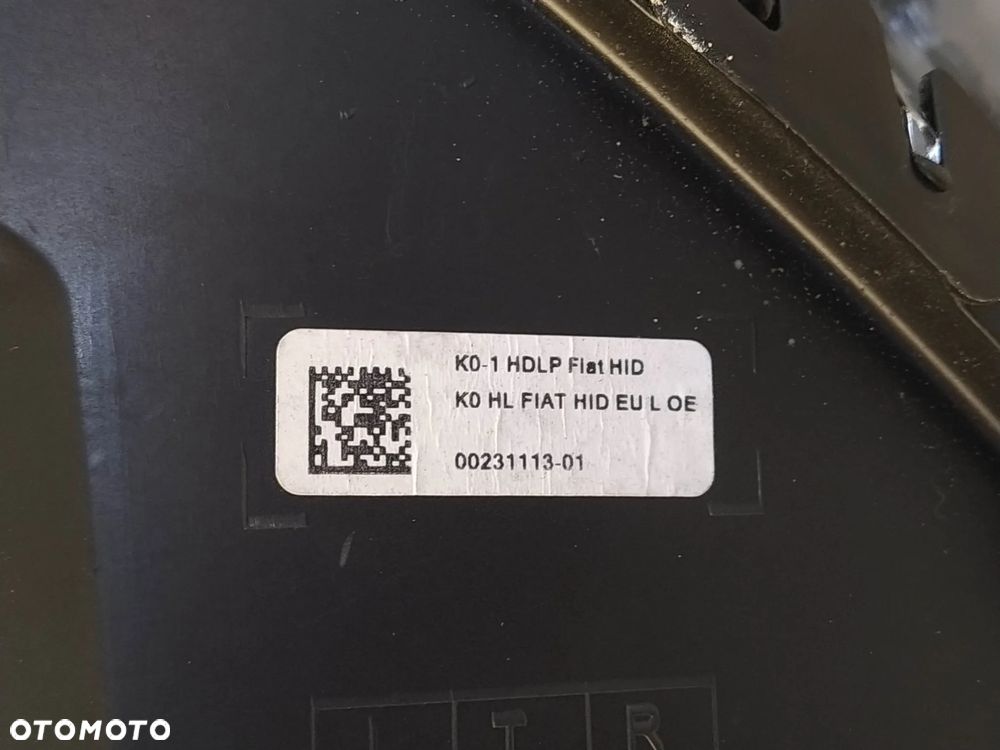 K0-1 HDLP Fiat HID
K0 HL FIAT HID EU L OE
00231113-01
I T R
OTOMOTO